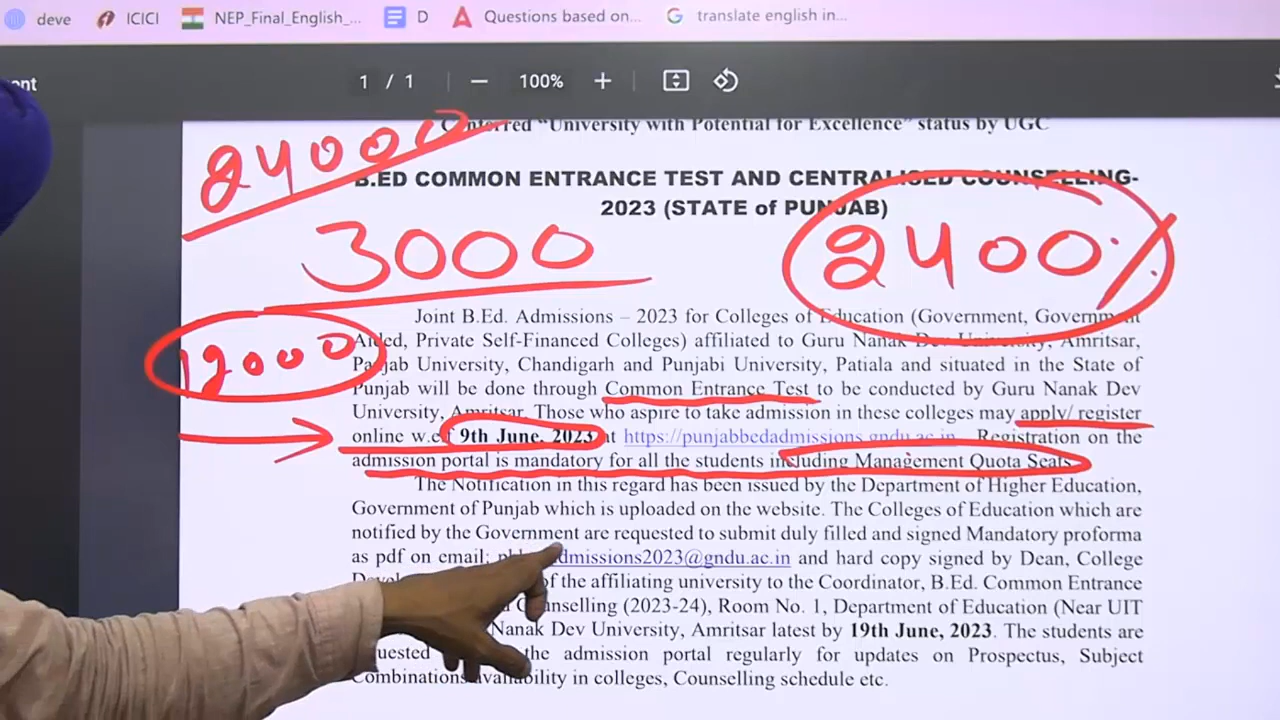 deve ICICI NEP_Final_English_... D Questions based on... translate english in...
1 / 1 100%
"University with Potential for Excellence" status by UGC
24000
B.ED COMMON ENTRANCE TEST AND CENTRALISED COUNSELLING-
2023 (STATE of PUNJAB)
3000
2400
12000
Joint B.Ed. Admissions – 2023 for Colleges of Education (Government, Government
Aided, Private Self-Financed Colleges) affiliated to Guru Nanak Dev University, Amritsar,
Panjab University, Chandigarh and Punjabi University, Patiala and situated in the State of
Punjab will be done through Common Entrance Test to be conducted by Guru Nanak Dev
University, Amritsar. Those who aspire to take admission in these colleges may apply/ register
online w.e.f 9th June, 2023 at https://punjabbedadmissions.gndu.ac.in. Registration on the
admission portal is mandatory for all the students including Management Quota Seats.
The Notification in this regard has been issued by the Department of Higher Education,
Government of Punjab which is uploaded on the website. The Colleges of Education which are
notified by the Government are requested to submit duly filled and signed Mandatory proforma
as pdf on email: admissions2023@gndu.ac.in and hard copy signed by Dean, College
of the affiliating university to the Coordinator, B.Ed. Common Entrance
Counselling (2023-24), Room No. 1, Department of Education (Near UIT
Nanak Dev University, Amritsar latest by 19th June, 2023. The students are
the admission portal regularly for updates on Prospectus, Subject
Combinations availability in colleges, Counselling schedule etc.